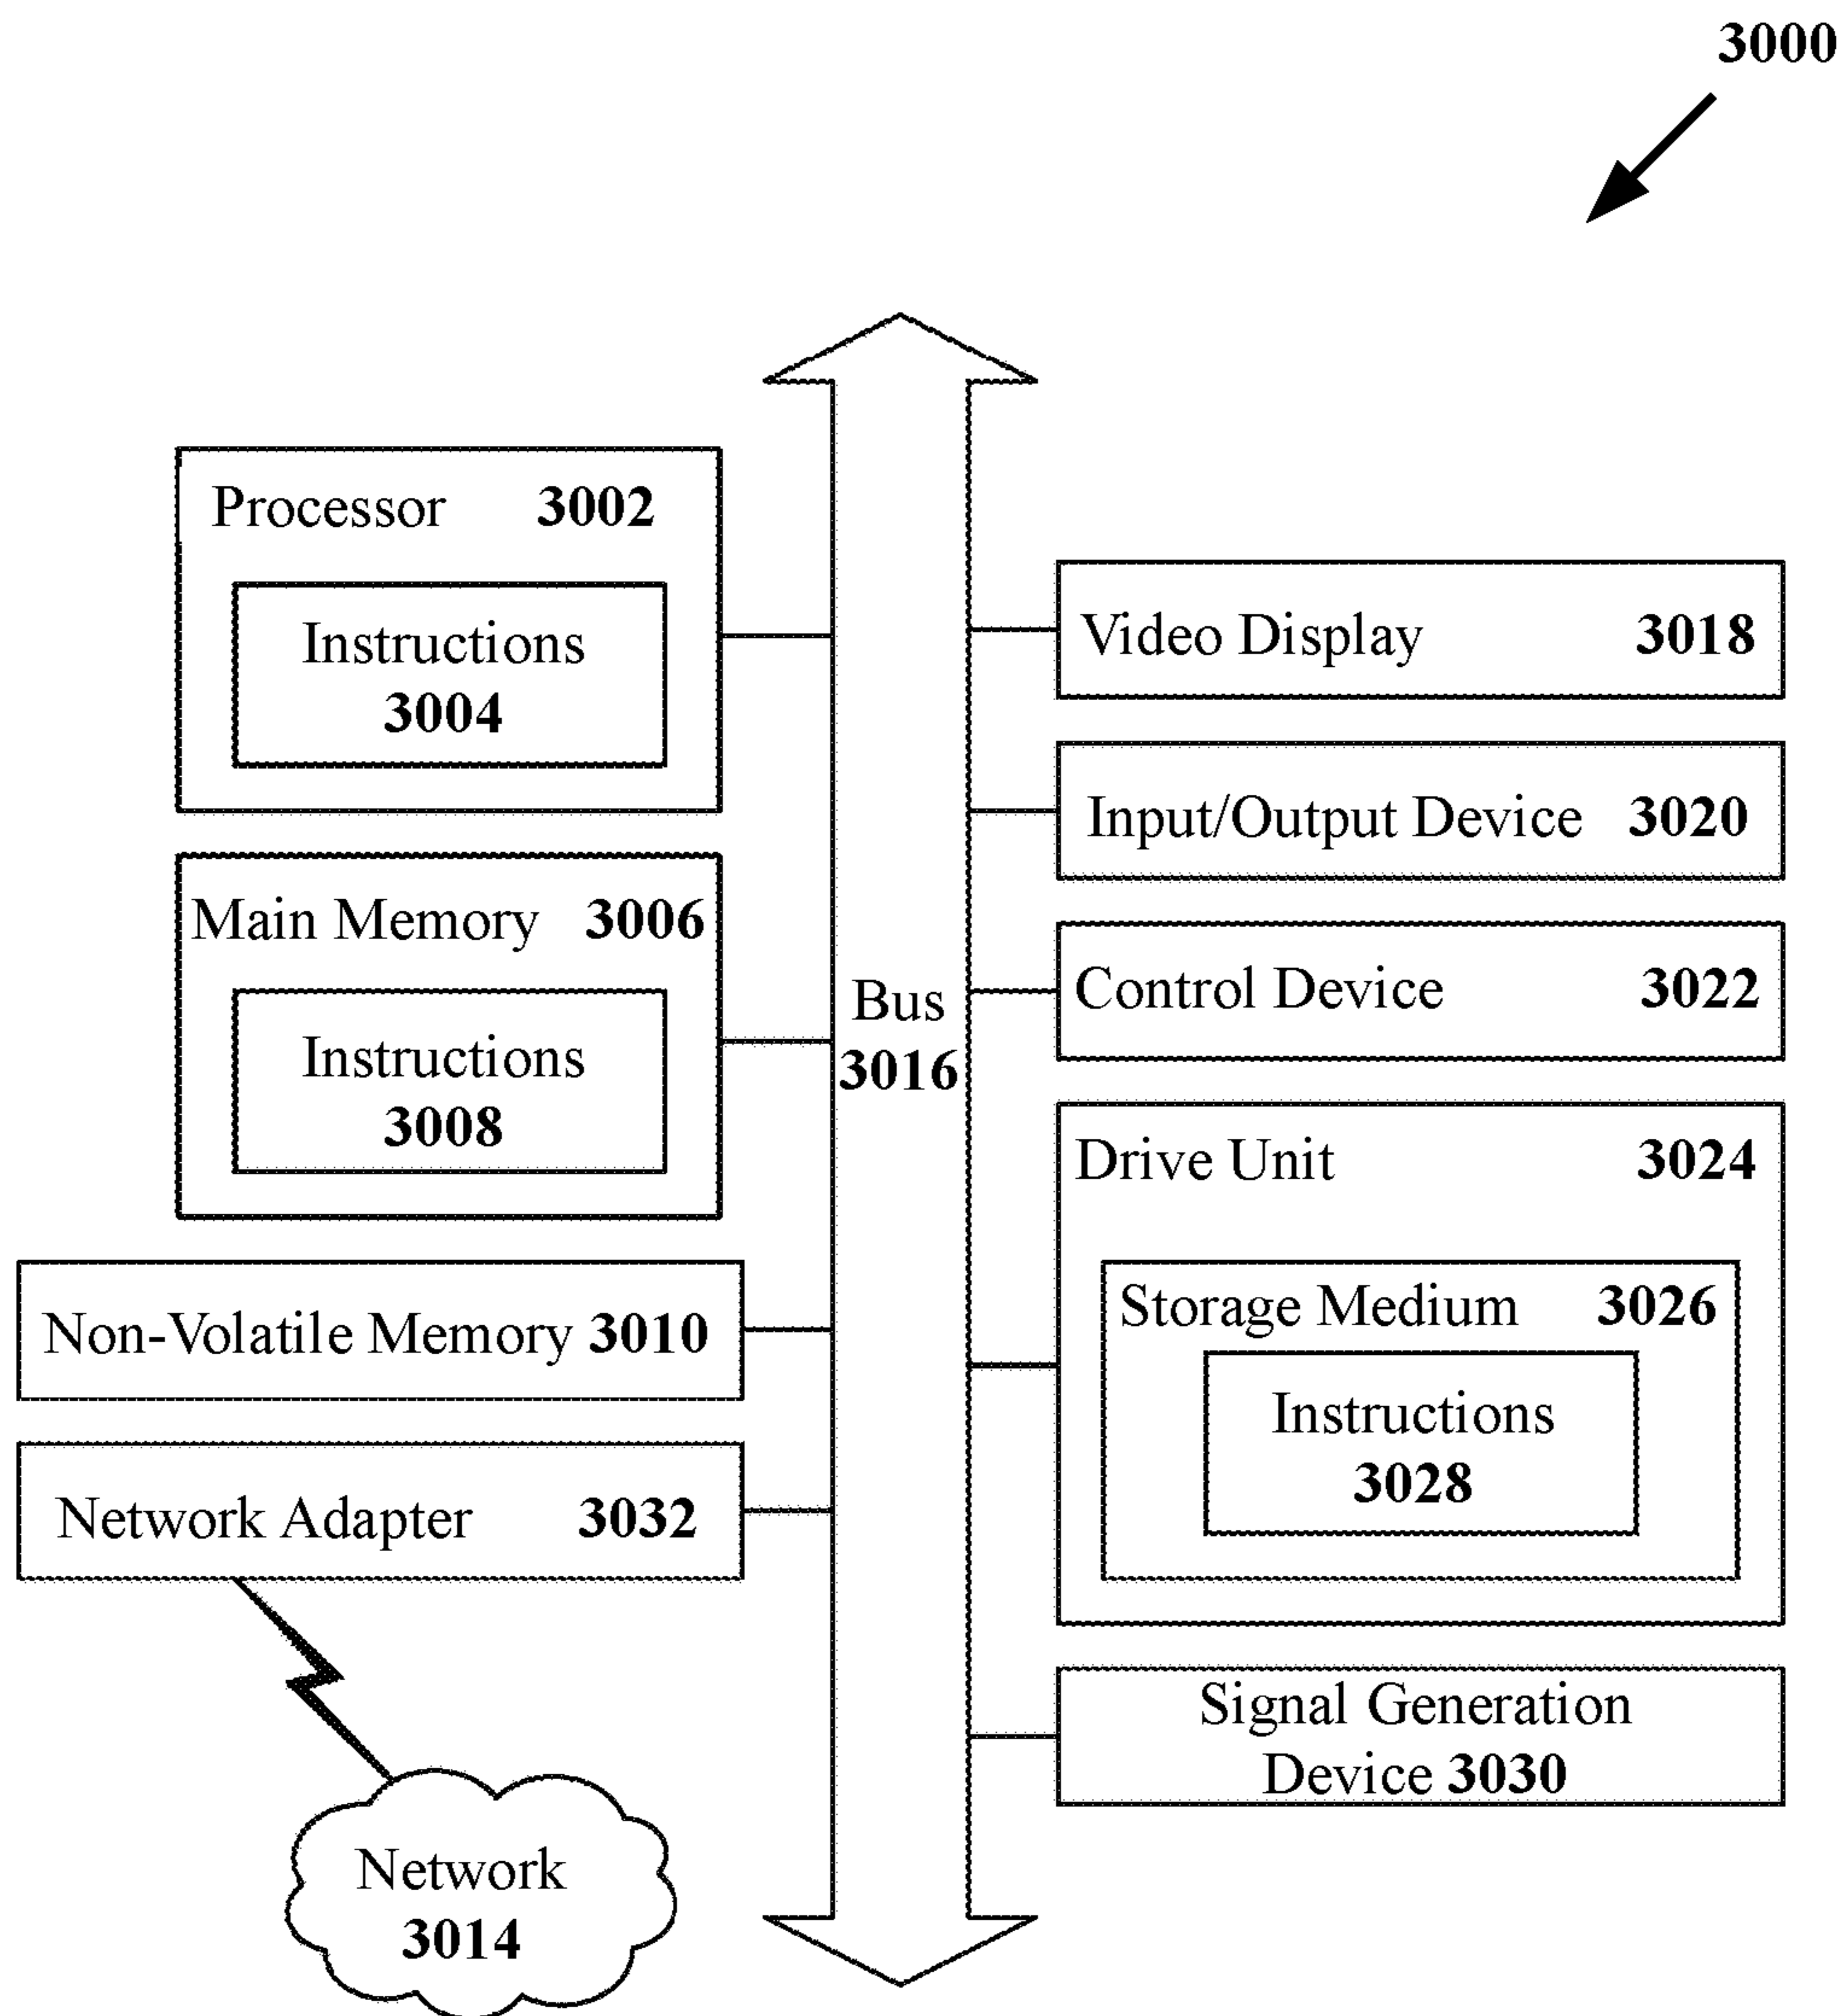 3000
Processor 3002
Instructions
3004
Main Memory 3006
Instructions
3008
Non-Volatile Memory 3010
Network Adapter 3032
Network
3014
Bus
3016
Video Display 3018
Input/Output Device 3020
Control Device 3022
Drive Unit 3024
Storage Medium 3026
Instructions
3028
Signal Generation
Device 3030